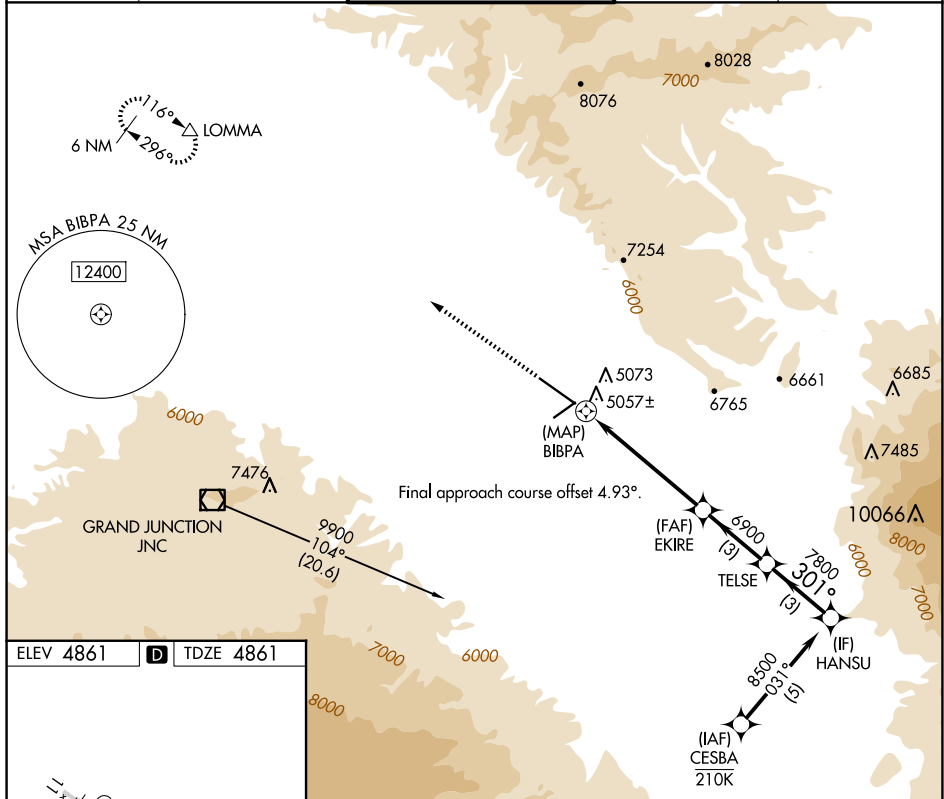 8028
7000
8076
116°
LOMMA
6 NM
296°
MSA BIBPA 25 NM
12400
7254
6000
5073
5057±
6661
6765
6685
7485
(MAP)
BIBPA
6000
7476
Final approach course offset 4.93°.
GRAND JUNCTION
JNC
9900
104°
(20.6)
(FAF)
EKIRE
6900
(3)
TELSE
7800
301°
(3)
10066
8000
6000
7000
(IF)
HANSU
8500
031°
(5)
(IAF)
CESBA
210K
7000
6000
8000
ELEV 4861
D
TDZE 4861